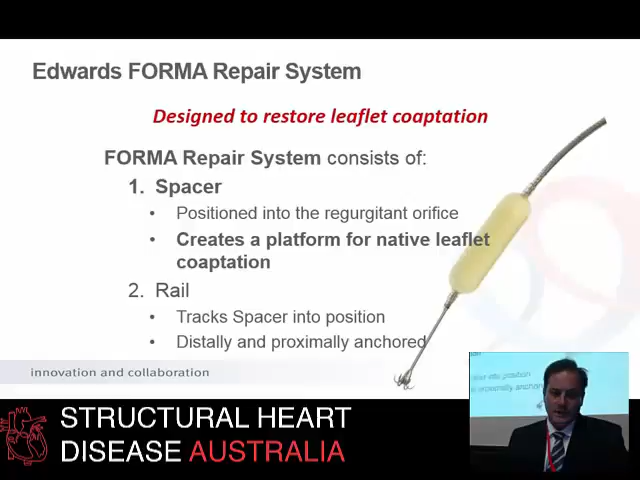 Edwards FORMA Repair System
Designed to restore leaflet coaptation
FORMA Repair System consists of:
1. Spacer
• Positioned into the regurgitant orifice
• Creates a platform for native leaflet
coaptation
2. Rail
• Tracks Spacer into position
• Distally and proximally anchored
innovation and collaboration
STRUCTURAL HEART
DISEASE AUSTRALIA